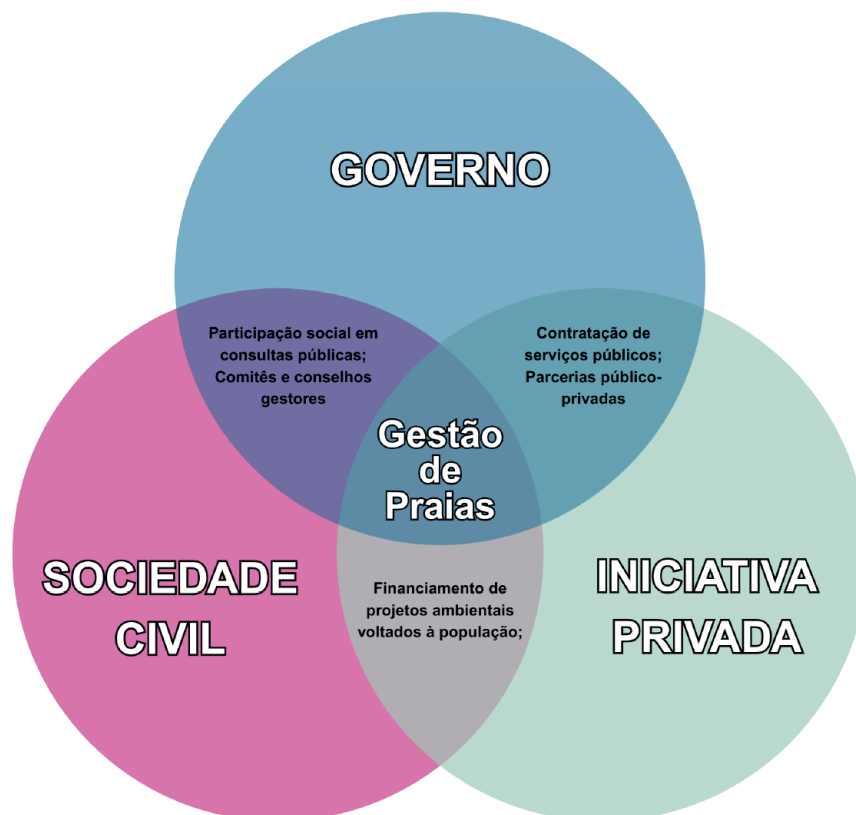 GOVERNO
Participação social em
consultas públicas;
Comitês e conselhos
gestores
Contratação de
serviços públicos;
Parcerias público-
privadas
Gestão
de
Praias
SOCIEDADE
CIVIL
Financiamento de
projetos ambientais
voltados à população;
INICIATIVA
PRIVADA